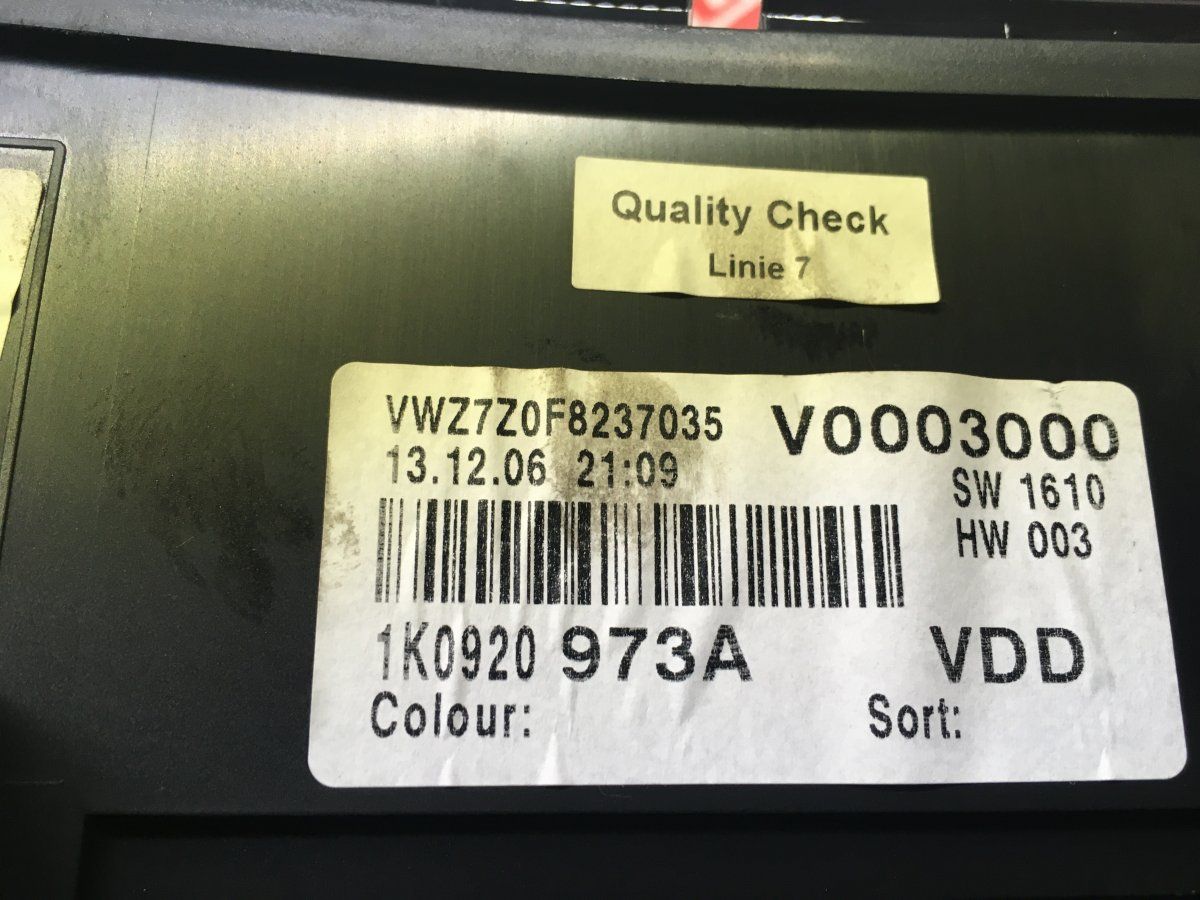 Quality Check
Linie 7
VWZ7Z0F8237035 V0003000
13.12.06 21:09
SW 1610
HW 003
1K0920 973A VDD
Colour: Sort: